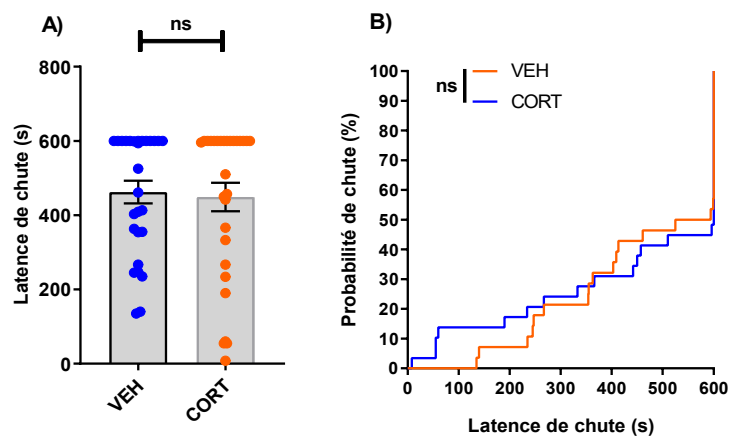 A)
ns
Latence de chute (s)
800
600
400
200
0
VEH
CORT
B)
ns
VEH
CORT
Probabilité de chute (%)
100
90
80
70
60
50
40
30
20
10
0
0 100 200 300 400 500 600
Latence de chute (s)